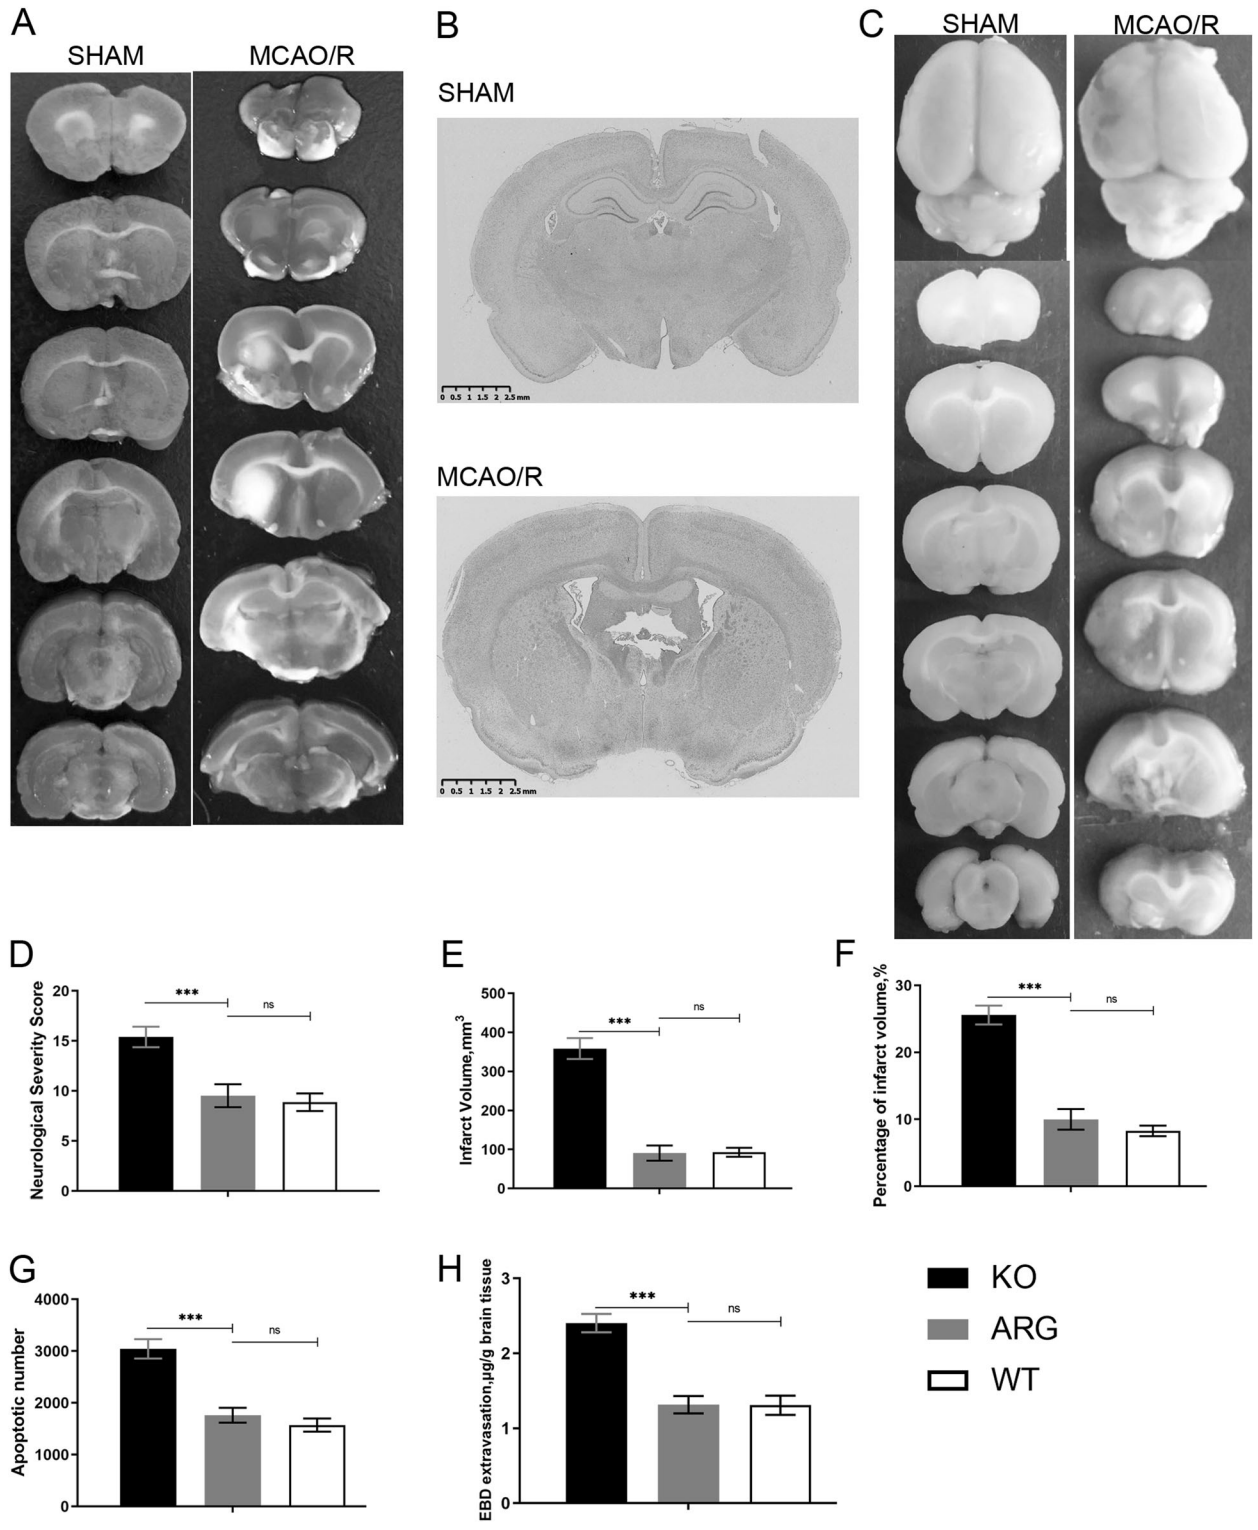 A
SHAM
MCAO/R
B
SHAM
0 0.5 1 1.5 2 2.5 mm
MCAO/R
0 0.5 1 1.5 2 2.5 mm
C
SHAM
MCAO/R
D
Neurological Severity Score
20
15
10
5
0
***
ns
E
Infarct Volume,mm³
500
400
300
200
100
0
***
ns
F
Percentage of infarct volume,%
30
20
10
0
***
ns
G
Apoptotic number
4000
3000
2000
1000
0
***
ns
H
EBD extravasation,µg/g brain tissue
3
2
1
0
***
ns
KO
ARG
WT